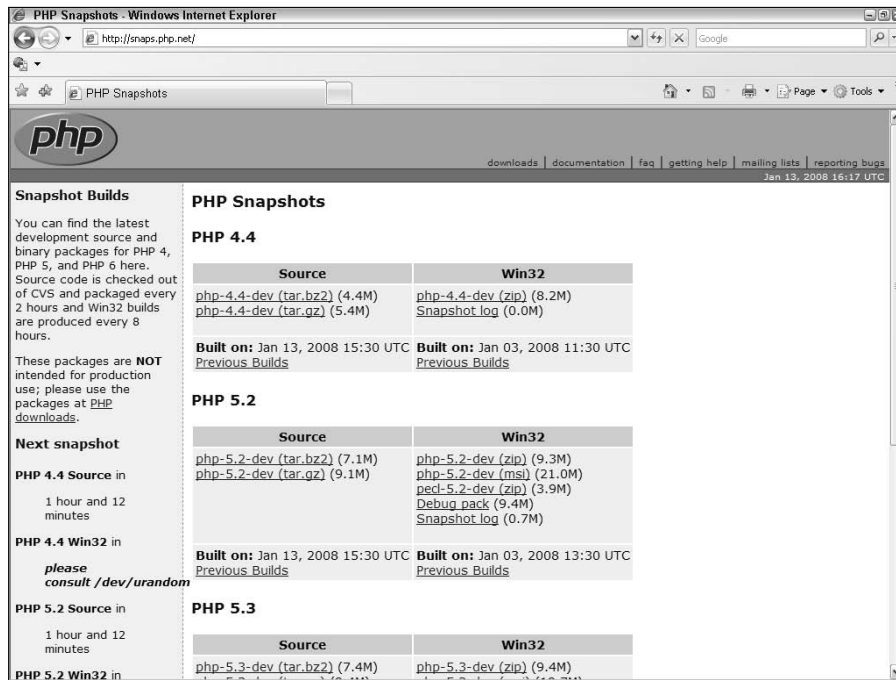 PHP Snapshots - Windows Internet Explorer
http://snaps.php.net/
Google
PHP Snapshots
Page
Tools
php
downloads | documentation | faq | getting help | mailing lists | reporting bugs
Jan 13, 2008 16:17 UTC
Snapshot Builds
You can find the latest
development source and
binary packages for PHP 4,
PHP 5, and PHP 6 here.
Source code is checked out
of CVS and packaged every
2 hours and Win32 builds
are produced every 8
hours.
These packages are NOT
intended for production
use; please use the
packages at PHP
downloads.
Next snapshot
PHP 4.4 Source in
1 hour and 12
minutes
PHP 4.4 Win32 in
please
consult /dev/urandom
PHP 5.2 Source in
1 hour and 12
minutes
PHP 5.2 Win32 in
PHP Snapshots
PHP 4.4
Source Win32
php-4.4-dev (tar.bz2) (4.4M) php-4.4-dev (zip) (8.2M)
php-4.4-dev (tar.gz) (5.4M) Snapshot log (0.0M)
Built on: Jan 13, 2008 15:30 UTC Built on: Jan 03, 2008 11:30 UTC
Previous Builds Previous Builds
PHP 5.2
Source Win32
php-5.2-dev (tar.bz2) (7.1M) php-5.2-dev (zip) (9.3M)
php-5.2-dev (tar.gz) (9.1M) php-5.2-dev (msi) (21.0M)
pecl-5.2-dev (zip) (3.9M)
Debug pack (9.4M)
Snapshot log (0.7M)
Built on: Jan 13, 2008 15:30 UTC Built on: Jan 03, 2008 13:30 UTC
Previous Builds Previous Builds
PHP 5.3
Source Win32
php-5.3-dev (tar.bz2) (7.4M) php-5.3-dev (zip) (9.4M)